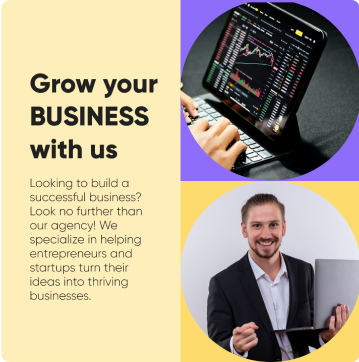 Grow your
BUSINESS
with us
Looking to build a
successful business?
Look no further than
our agency! We
specialize in helping
entrepreneurs and
startups turn their
ideas into thriving
businesses.